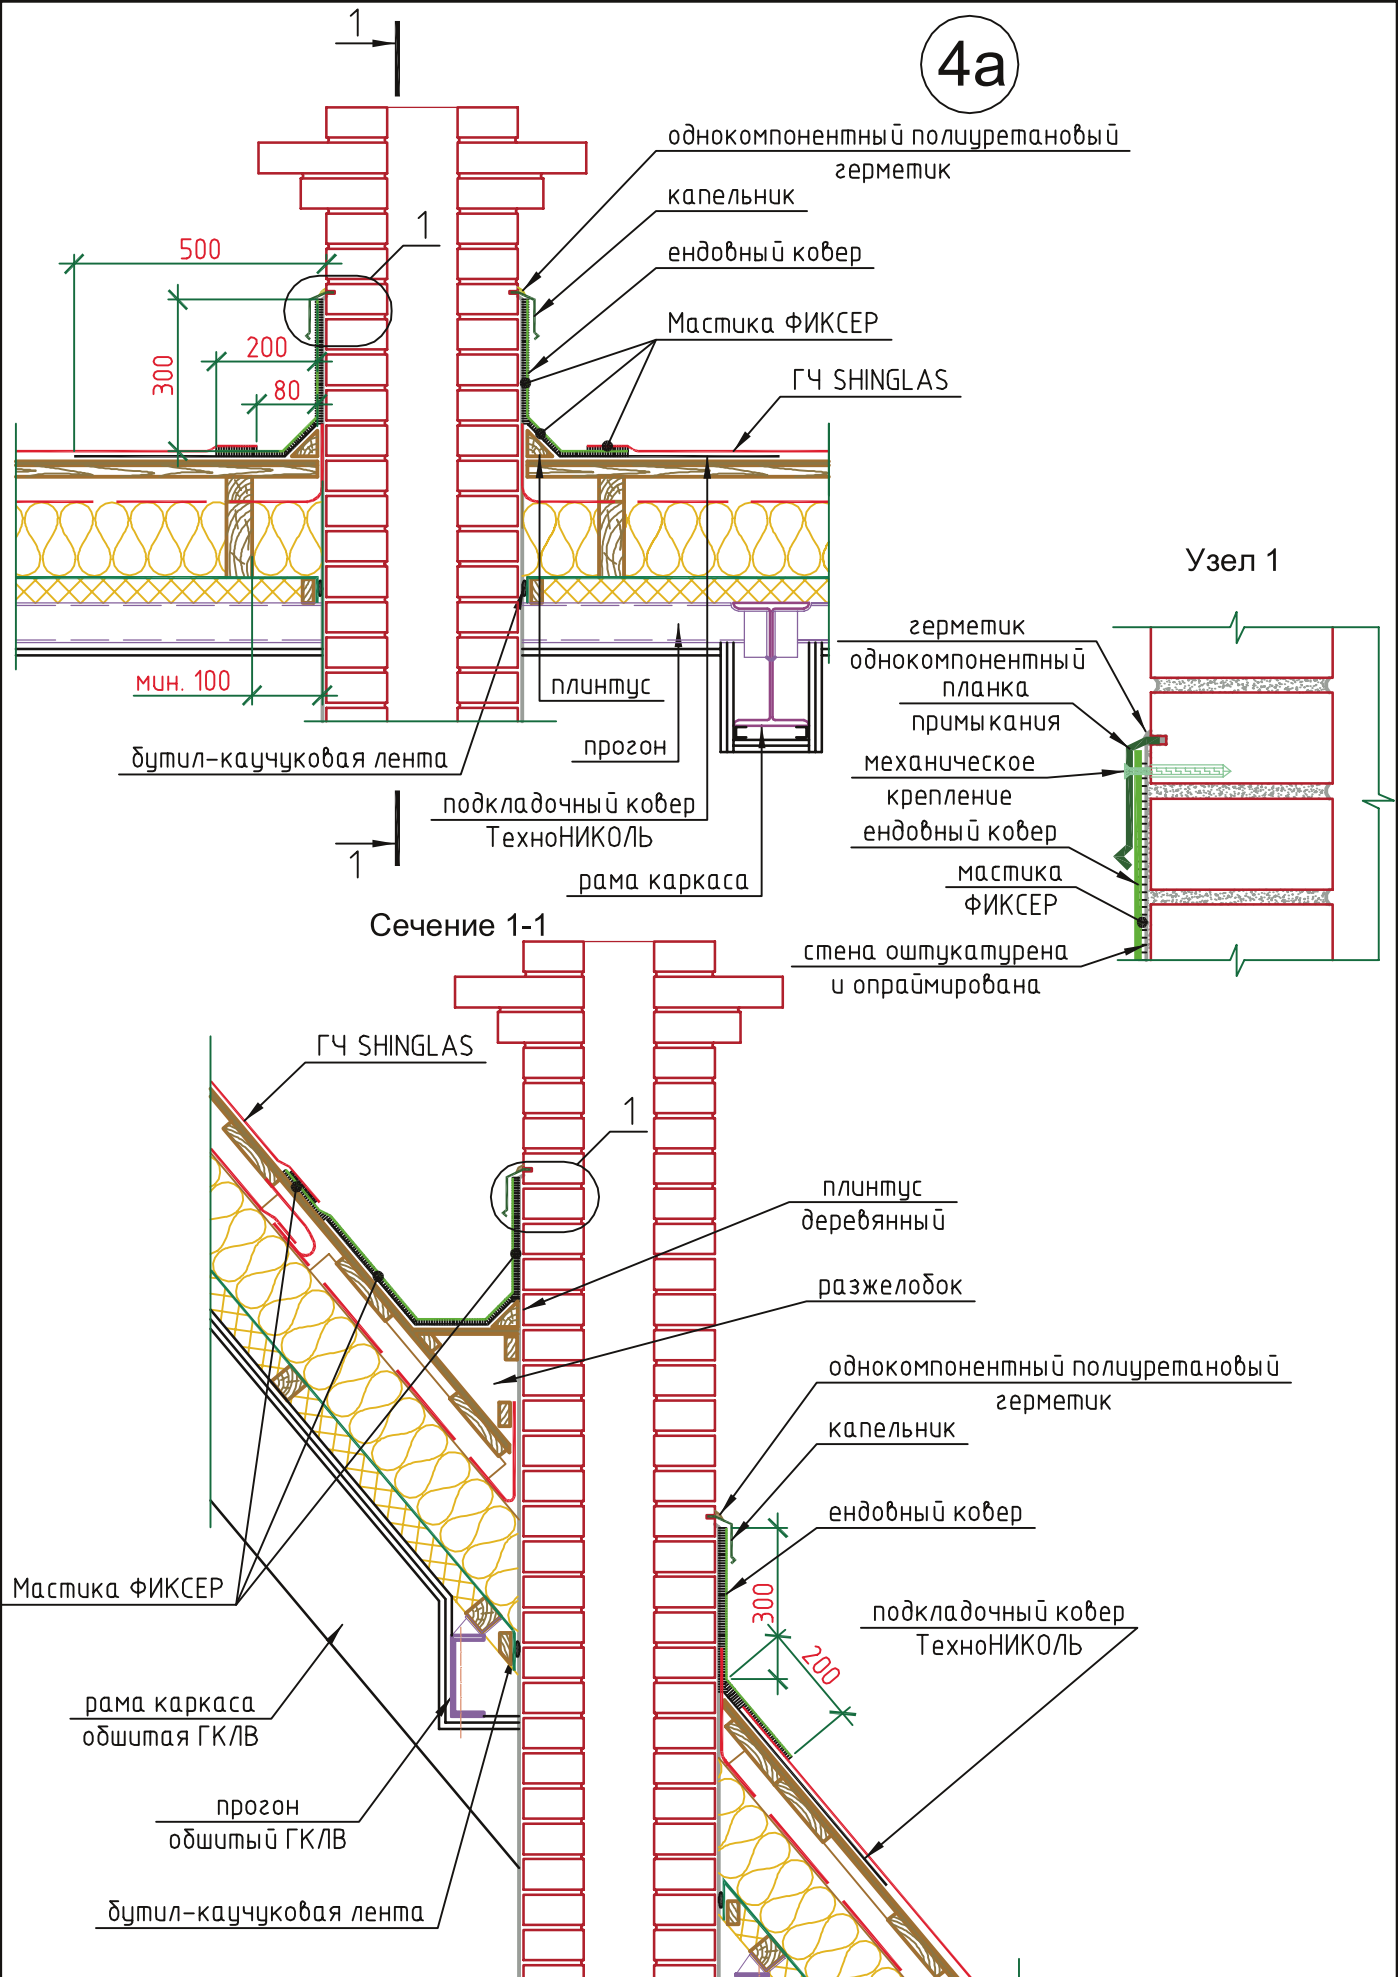 1
4а
однокомпонентный полиуретановый
герметик
капельник
1
500
ендовный ковер
Мастика ФИКСЕР
300
200
80
ГЧ SHINGLAS
Узел 1
герметик
однокомпонентный
планка
примыкания
механическое
крепление
ендовный ковер
мастика
ФИКСЕР
стена оштукатурена
и опраймирована
мин. 100
плинтус
прогон
бутил-каучуковая лента
подкладочный ковер
ТехноНИКОЛЬ
1
рама каркаса
Сечение 1-1
ГЧ SHINGLAS
1
плинтус
деревянный
разжелобок
однокомпонентный полиуретановый
герметик
капельник
ендовный ковер
Мастика ФИКСЕР
300
200
подкладочный ковер
ТехноНИКОЛЬ
рама каркаса
обшитая ГКЛВ
прогон
обшитый ГКЛВ
бутил-каучуковая лента